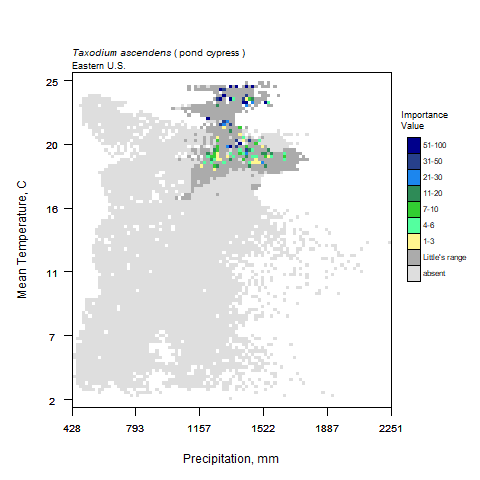 Taxodium ascendens ( pond cypress )
Eastern U.S.
25
20
16
11
7
2
Mean Temperature, C
428 793 1157 1522 1887 2251
Precipitation, mm
Importance
Value
51-100
31-50
21-30
11-20
7-10
4-6
1-3
Little's range
absent